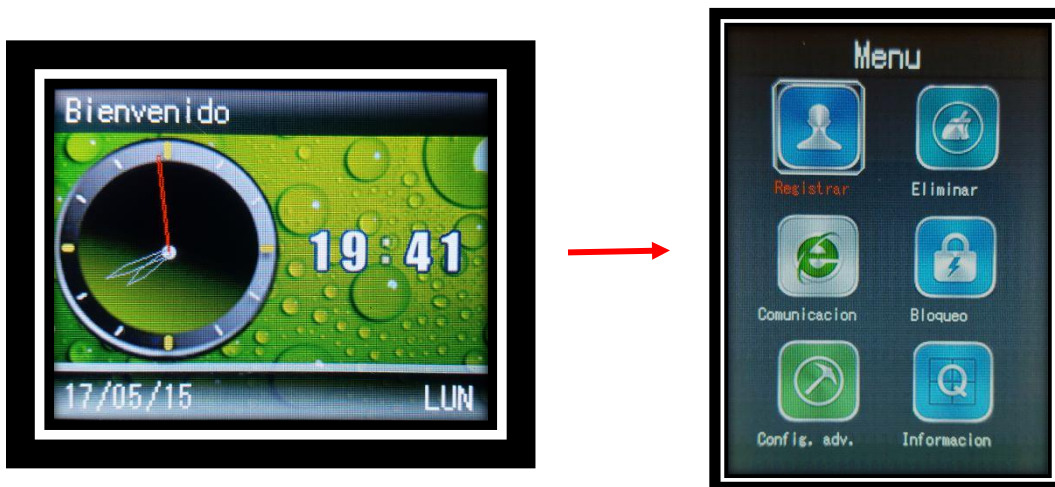 Bienvenido
19:41
17/05/15 LUN
Menu
Registrar Eliminar
Comunicacion Bloqueo
Config. adv. Informacion